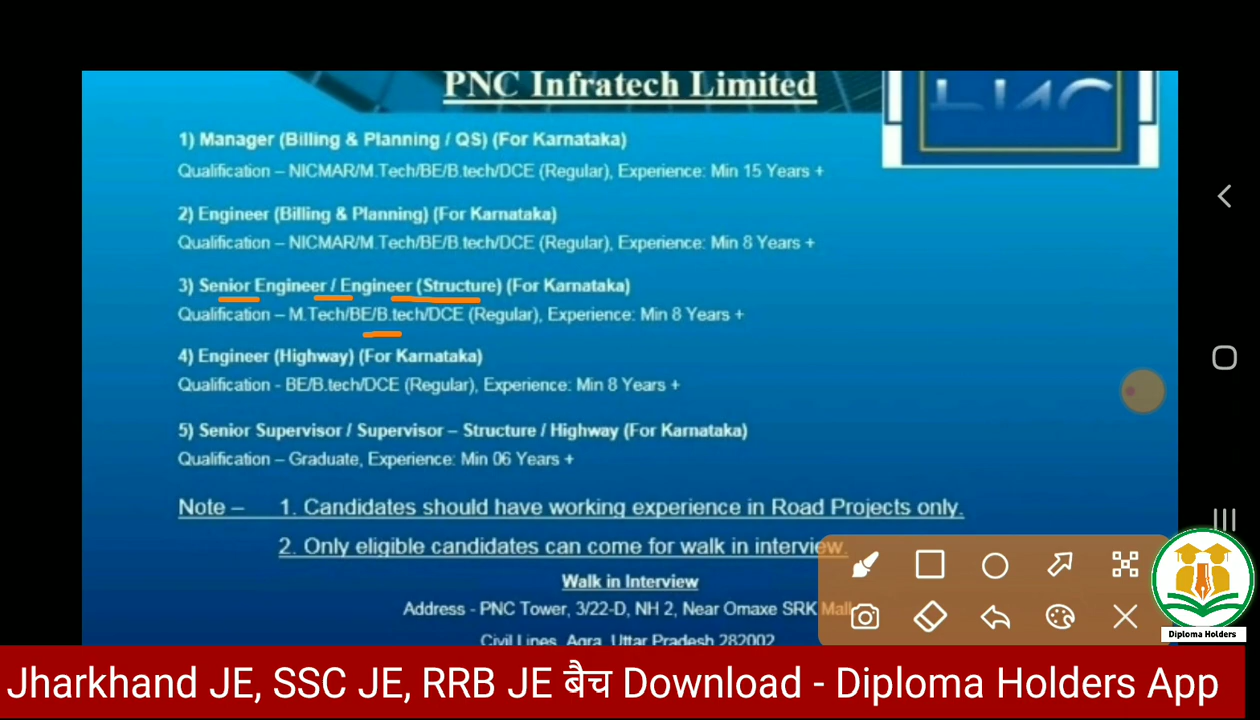 PNC Infratech Limited
1) Manager (Billing & Planning / QS) (For Karnataka)
Qualification – NICMAR/M.Tech/BE/B.tech/DCE (Regular), Experience: Min 15 Years +
2) Engineer (Billing & Planning) (For Karnataka)
Qualification – NICMAR/M.Tech/BE/B.tech/DCE (Regular), Experience: Min 8 Years +
3) Senior Engineer / Engineer (Structure) (For Karnataka)
Qualification – M.Tech/BE/B.tech/DCE (Regular), Experience: Min 8 Years +
4) Engineer (Highway) (For Karnataka)
Qualification - BE/B.tech/DCE (Regular), Experience: Min 8 Years +
5) Senior Supervisor / Supervisor – Structure / Highway (For Karnataka)
Qualification – Graduate, Experience: Min 06 Years +
Note – 1. Candidates should have working experience in Road Projects only.
2. Only eligible candidates can come for walk in interview.
Walk in Interview
Address - PNC Tower, 3/22-D, NH 2, Near Omaxe SRK Mall
Civil Lines, Agra, Uttar Pradesh 282002
Diploma Holders
Jharkhand JE, SSC JE, RRB JE बैच Download - Diploma Holders App